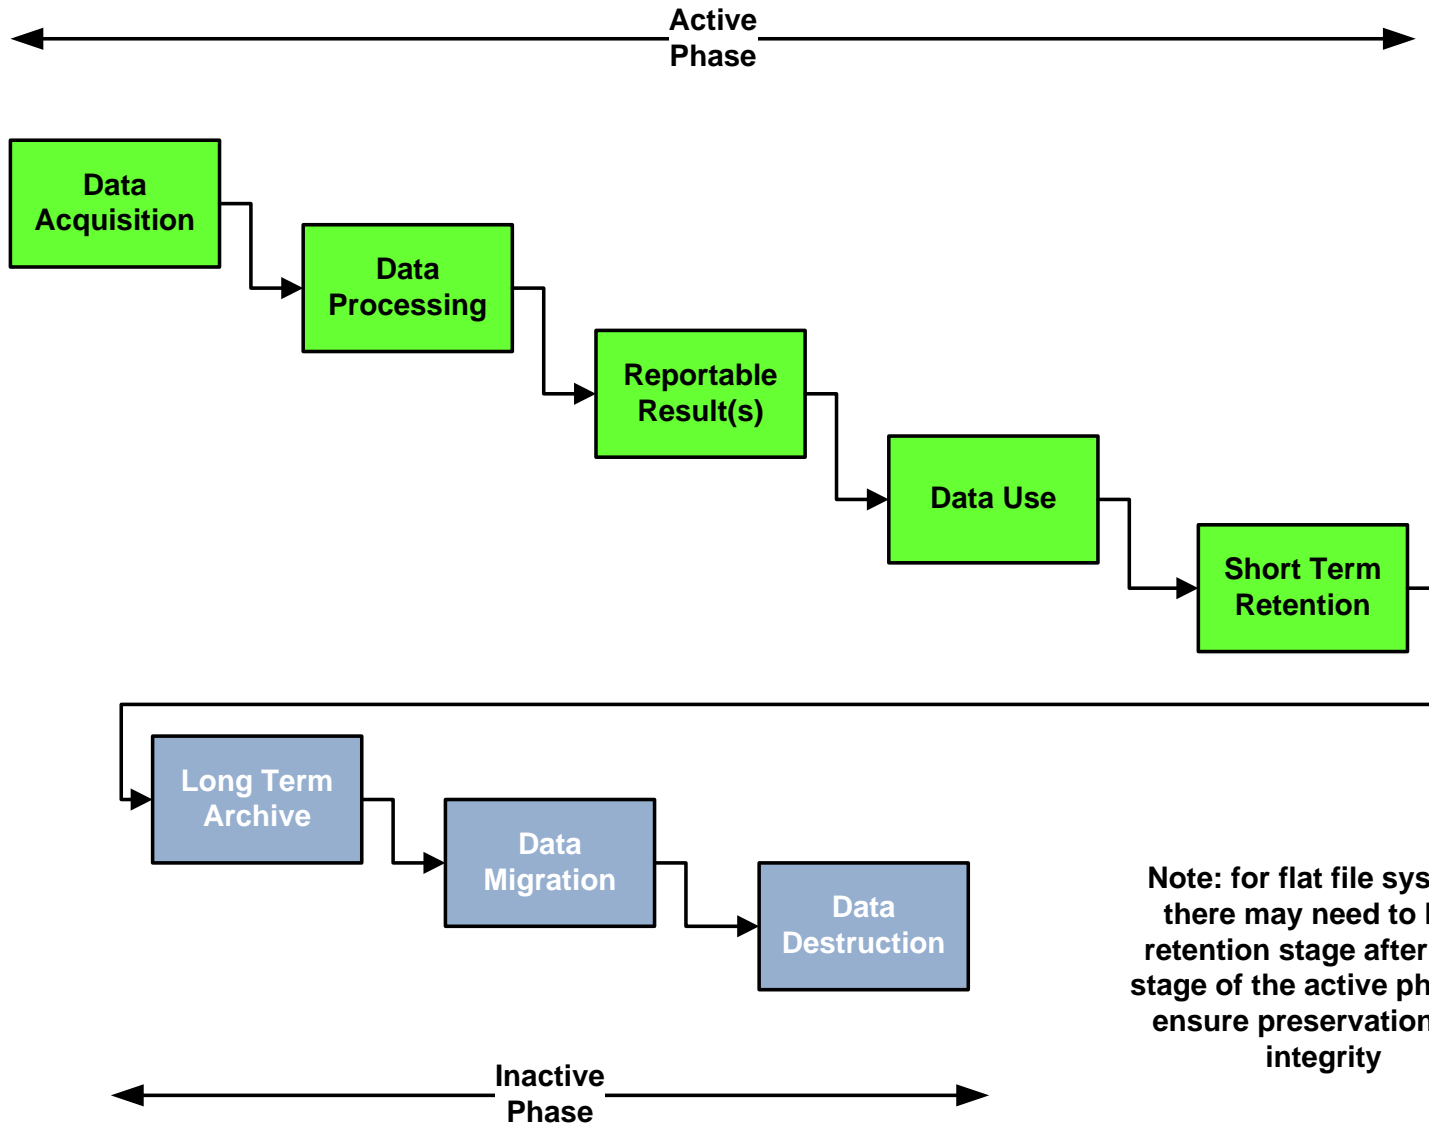 Active
Phase
Data
Acquisition
Data
Processing
Reportable
Result(s)
Data Use
Short Term
Retention
Long Term
Archive
Data
Migration
Data
Destruction
Note: for flat file
there may need to
retention stage after
stage of the active
ensure preservation
integrity
Inactive
Phase